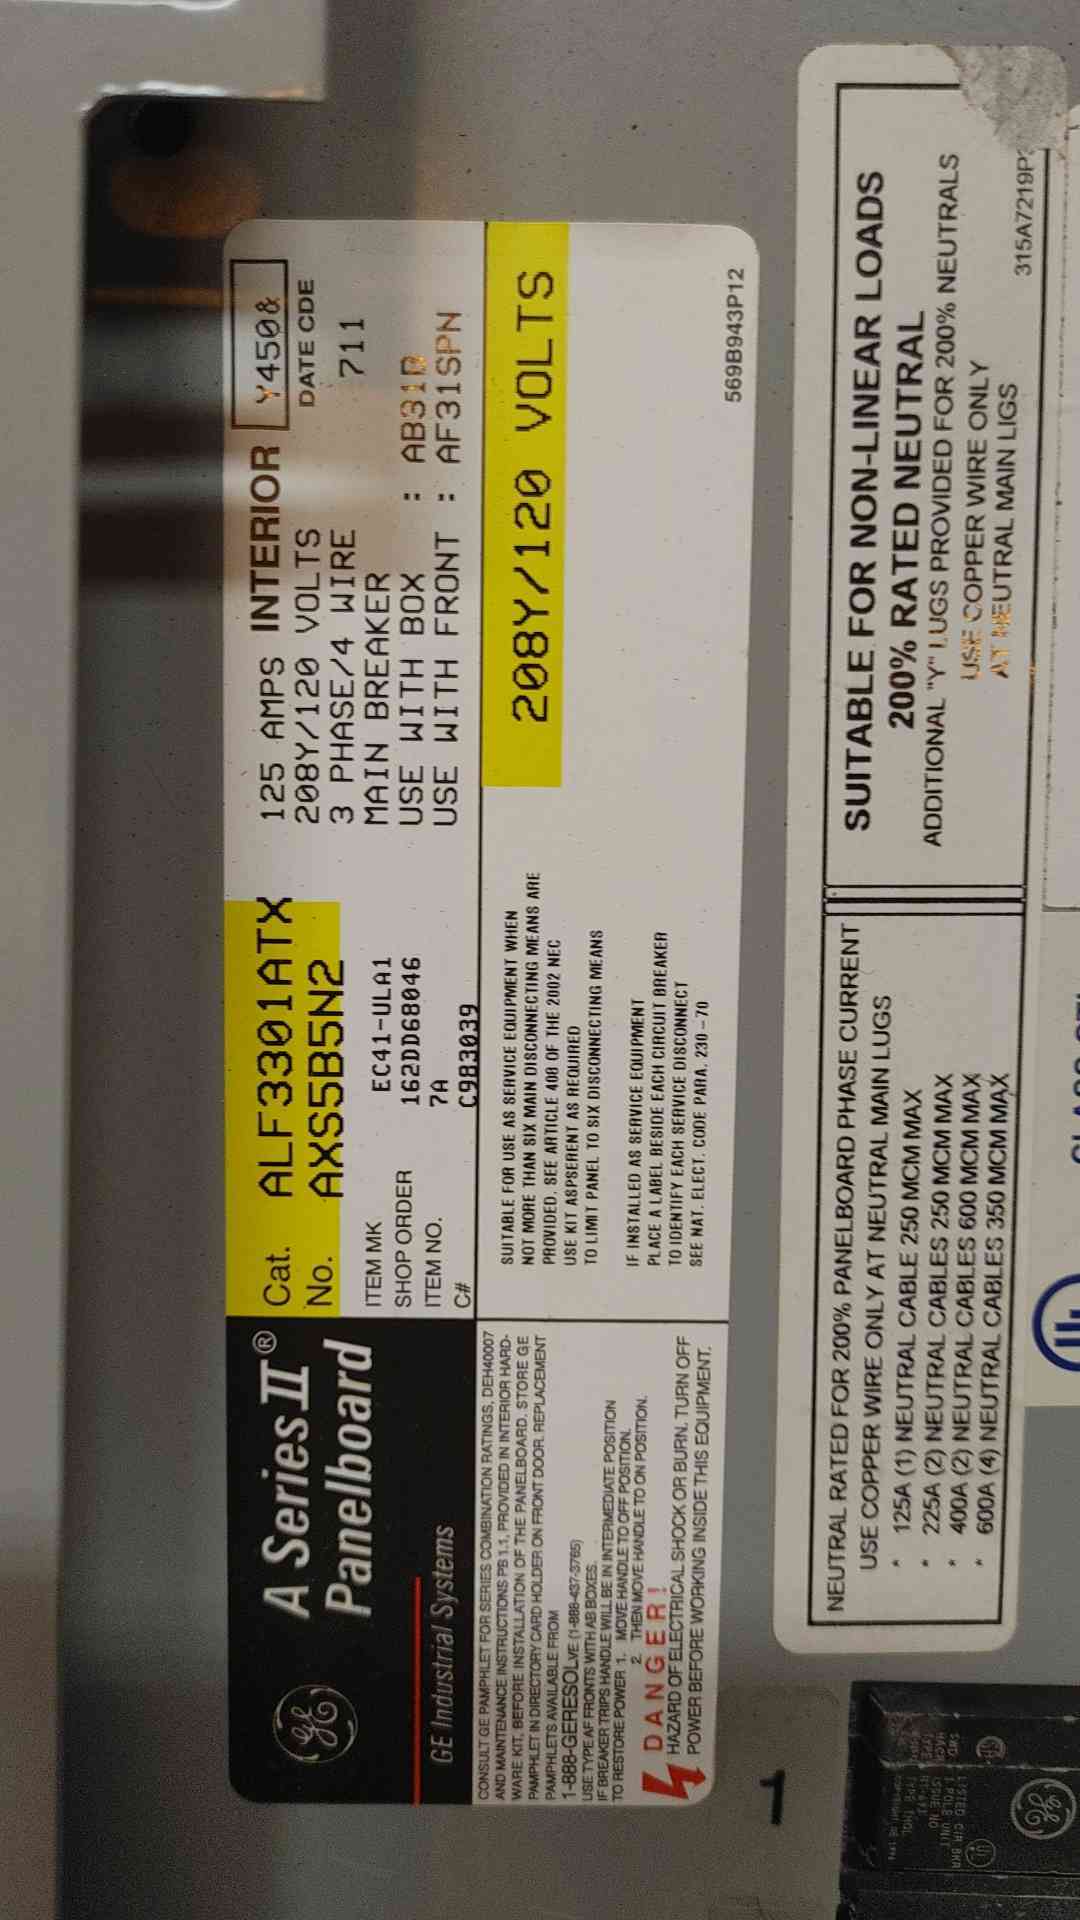 GE
A Series II®
Panelboard
GE Industrial Systems
Cat. ALF3301ATX
No. AXS5B5N2
ITEM MK EC41-ULA1
SHOP ORDER 162DD68046
ITEM NO. 7A
C# C983039
125 AMPS INTERIOR
208Y/120 VOLTS
3 PHASE/4 WIRE
MAIN BREAKER
USE WITH BOX : AB31B
USE WITH FRONT : AF31SPN
Y4508
DATE CDE
711
CONSULT GE PAMPHLET FOR SERIES COMBINATION RATINGS, DEH40007
AND MAINTENANCE INSTRUCTIONS PB 1.1, PROVIDED IN INTERIOR HARD-
WARE KIT, BEFORE INSTALLATION OF THE PANELBOARD. STORE GE
PAMPHLET IN DIRECTORY CARD HOLDER ON FRONT DOOR. REPLACEMENT
PAMPHLETS AVAILABLE FROM
1-888-GERESOLVE (1-888-437-3765)
USE TYPE AF FRONTS WITH AB BOXES.
IF BREAKER TRIPS HANDLE WILL BE IN INTERMEDIATE POSITION
TO RESTORE POWER 1. MOVE HANDLE TO OFF POSITION.
2. THEN MOVE HANDLE TO ON POSITION.
DANGER!
HAZARD OF ELECTRICAL SHOCK OR BURN. TURN OFF
POWER BEFORE WORKING INSIDE THIS EQUIPMENT.
SUITABLE FOR USE AS SERVICE EQUIPMENT WHEN
NOT MORE THAN SIX MAIN DISCONNECTING MEANS ARE
PROVIDED. SEE ARTICLE 408 OF THE 2002 NEC
USE KIT ASPSERENT AS REQUIRED
TO LIMIT PANEL TO SIX DISCONNECTING MEANS
IF INSTALLED AS SERVICE EQUIPMENT
PLACE A LABEL BESIDE EACH CIRCUIT BREAKER
TO IDENTIFY EACH SERVICE DISCONNECT
SEE NAT. ELECT. CODE PARA. 230-70
208Y/120 VOLTS
569B943P12
NEUTRAL RATED FOR 200% PANELBOARD PHASE CURRENT
USE COPPER WIRE ONLY AT NEUTRAL MAIN LUGS
* 125A (1) NEUTRAL CABLE 250 MCM MAX
* 225A (2) NEUTRAL CABLES 250 MCM MAX
* 400A (2) NEUTRAL CABLES 600 MCM MAX
* 600A (4) NEUTRAL CABLES 350 MCM MAX
SUITABLE FOR NON-LINEAR LOADS
200% RATED NEUTRAL
ADDITIONAL "Y" LUGS PROVIDED FOR 200% NEUTRALS
USE COPPER WIRE ONLY
AT NEUTRAL MAIN LIGS
315A7219P
1
UL
GE